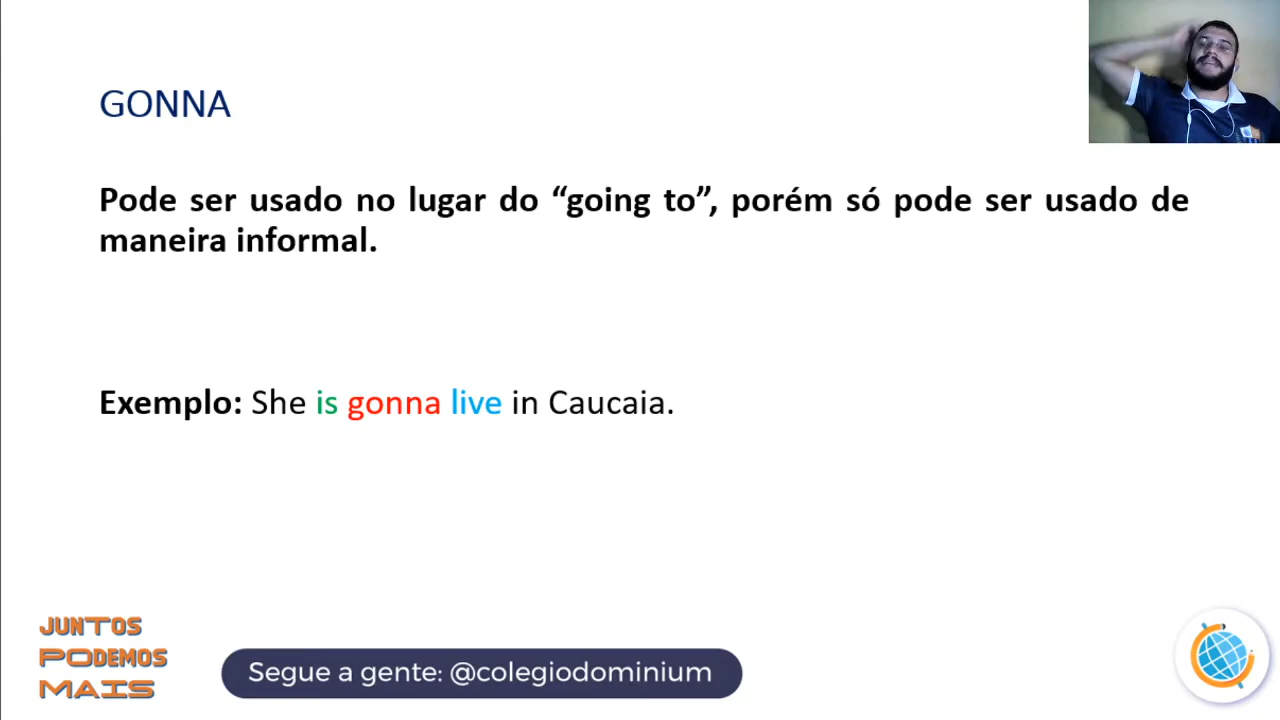 GONNA
Pode ser usado no lugar do “going to”, porém só pode ser usado de
maneira informal.
Exemplo: She is gonna live in Caucaia.
JUNTOS
PODEMOS
MAIS
Segue a gente: @colegiodominium